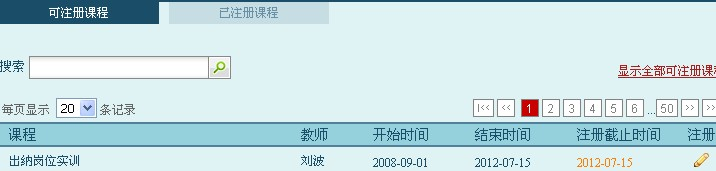 可注册课程 已注册课程
搜索
显示全部可注册课程
每页显示 20 条记录 1 2 3 4 5 6 ... 50
课程 教师 开始时间 结束时间 注册截止时间 注册
出纳岗位实训 刘波 2008-09-01 2012-07-15 2012-07-15